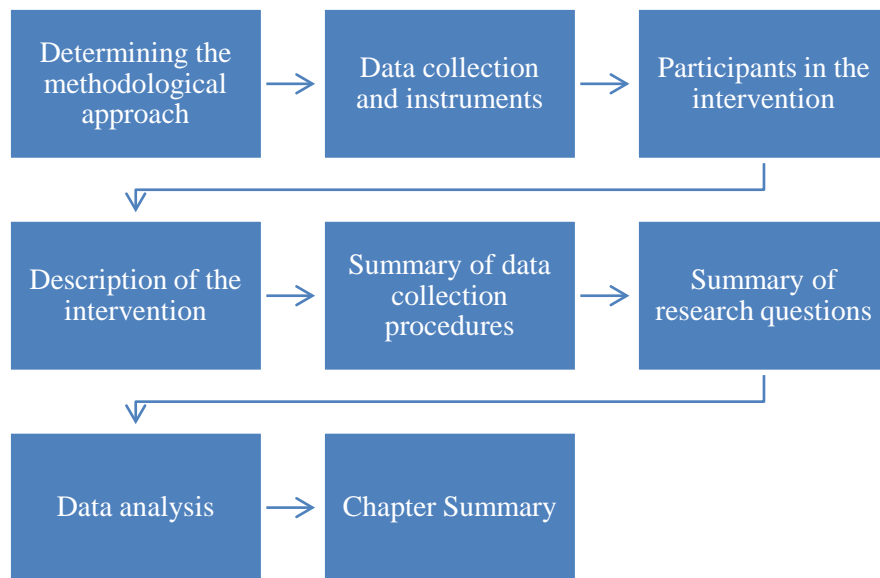 Determining the
methodological
approach
Data collection
and instruments
Participants in the
intervention
Description of the
intervention
Summary of data
collection
procedures
Summary of
research questions
Data analysis
Chapter Summary